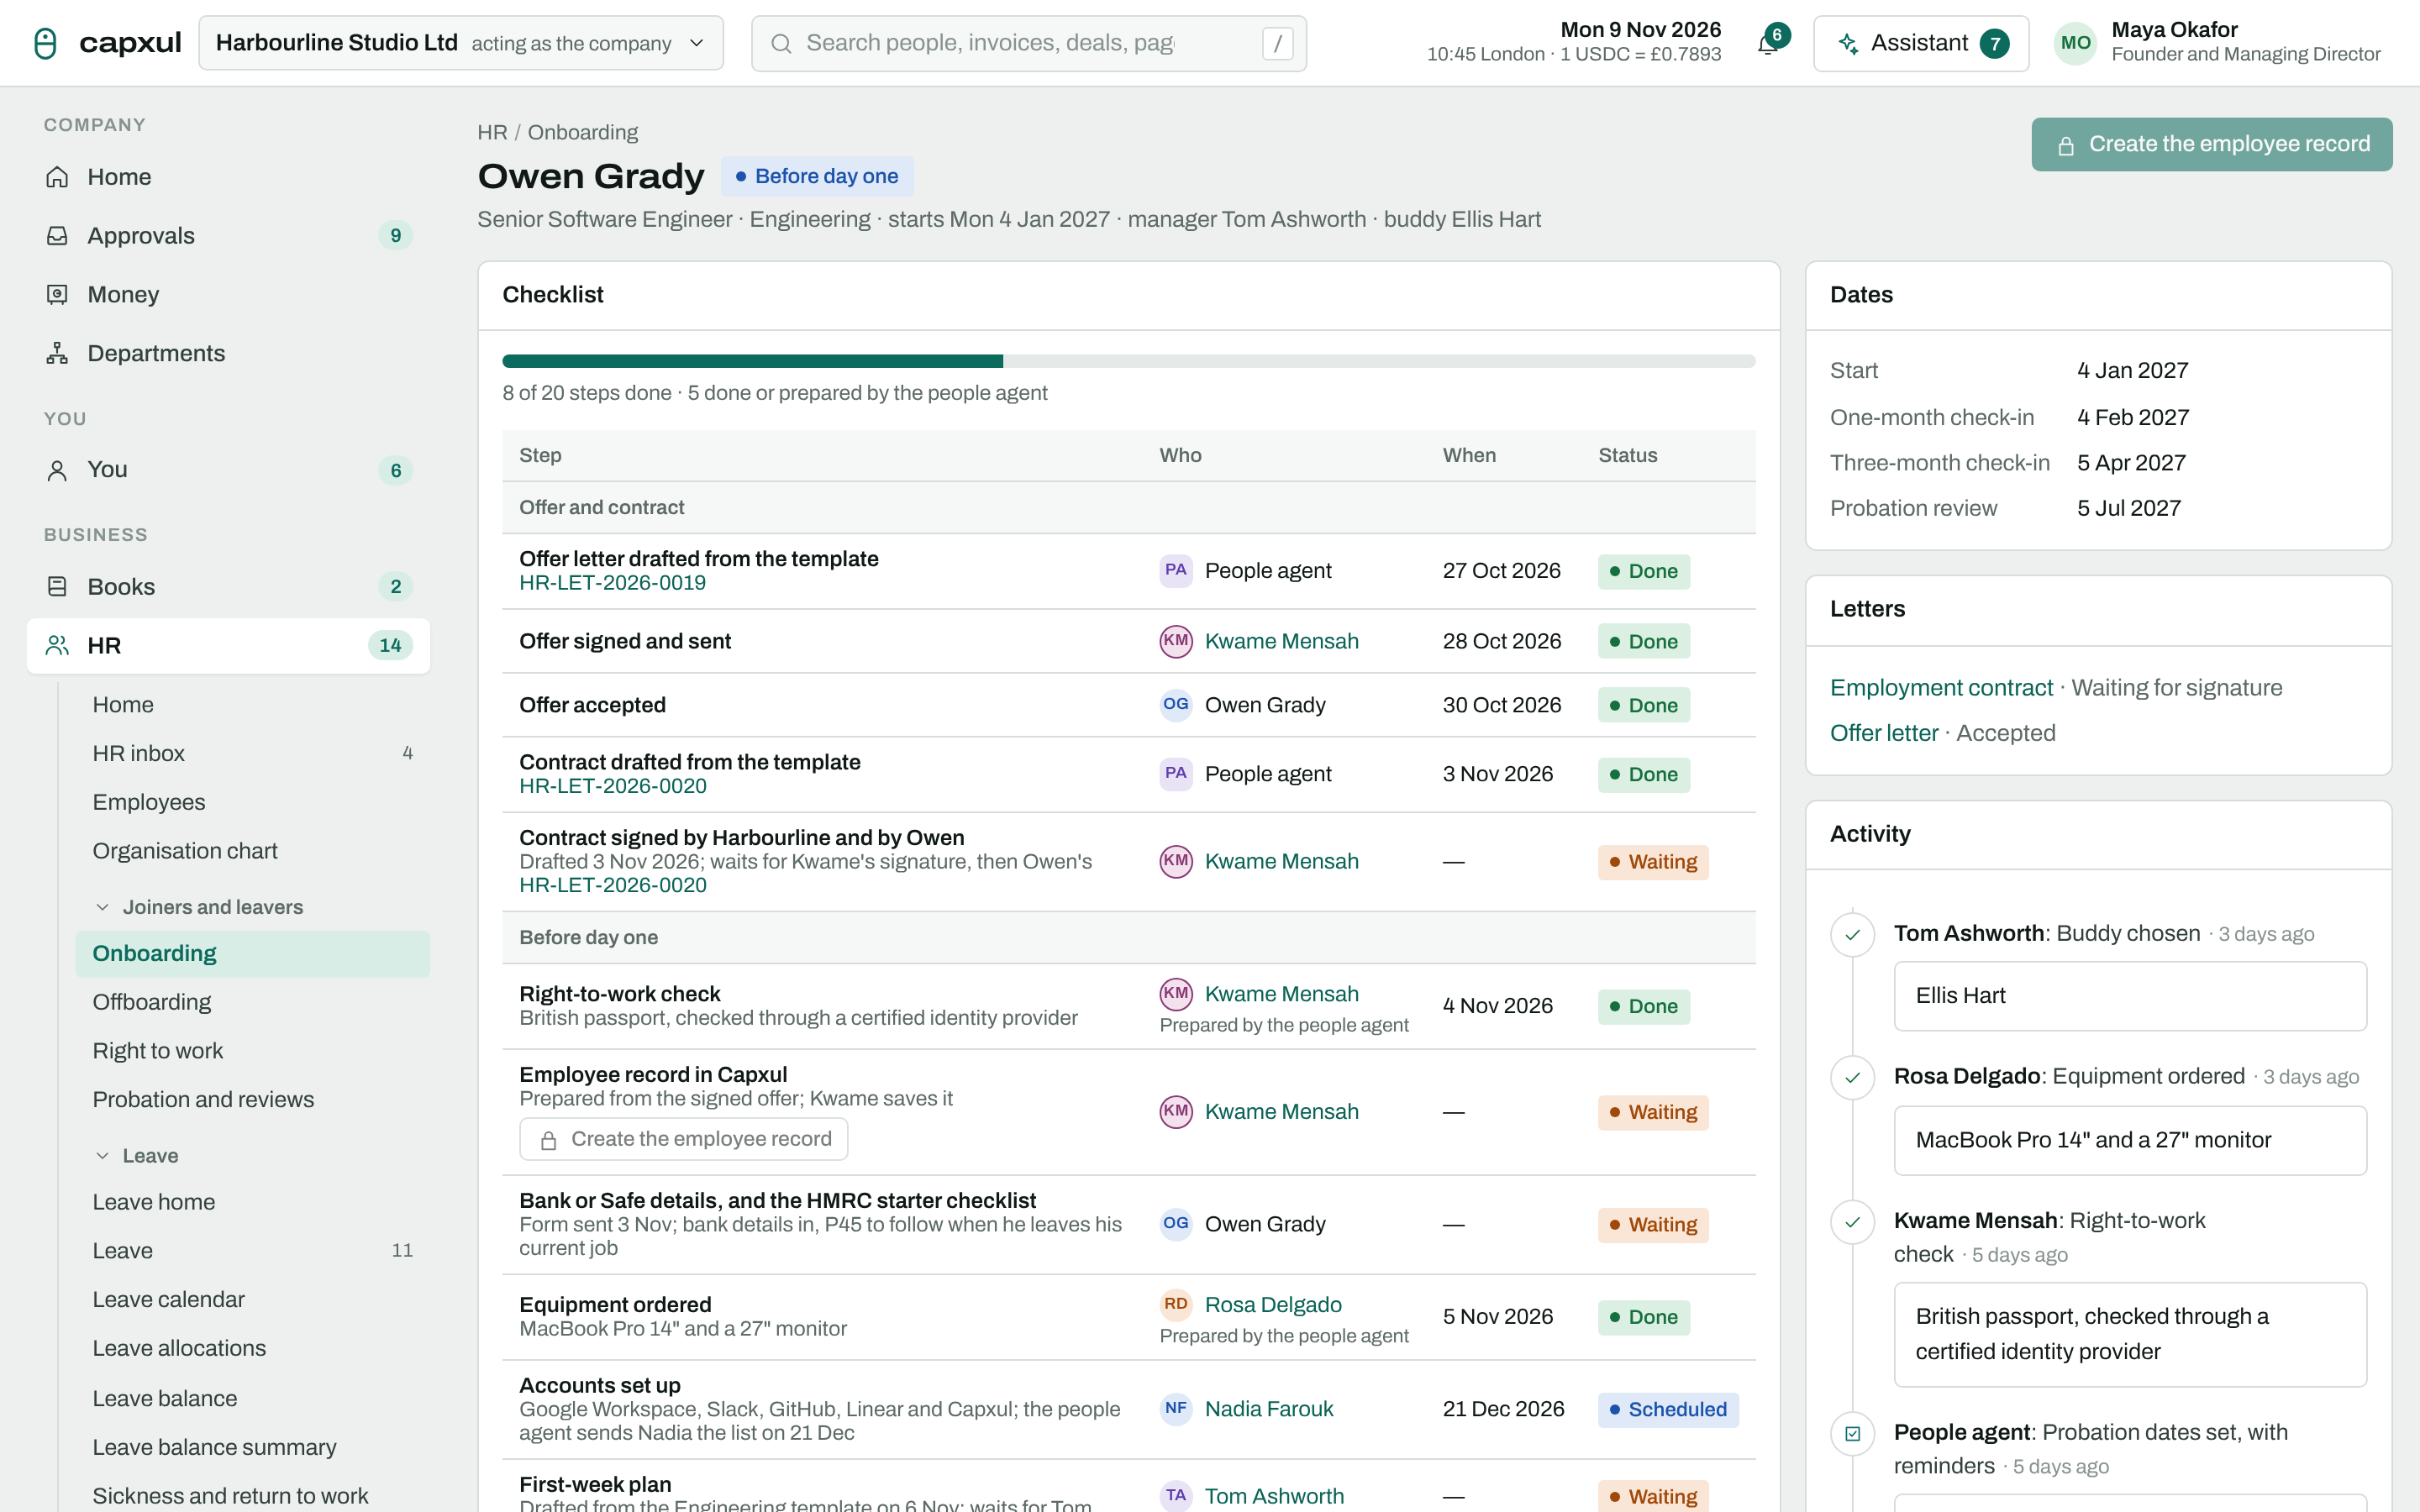 capxul
Harbourline Studio Ltd acting as the company
Search people, invoices, deals, pag
/
Mon 9 Nov 2026
10:45 London · 1 USDC = £0.7893
6
Assistant 7
MO
Maya Okafor
Founder and Managing Director
COMPANY
Home
Approvals 9
Money
Departments
YOU
You 6
BUSINESS
Books 2
HR 14
Home
HR inbox 4
Employees
Organisation chart
Joiners and leavers
Onboarding
Offboarding
Right to work
Probation and reviews
Leave
Leave home
Leave 11
Leave calendar
Leave allocations
Leave balance
Leave balance summary
Sickness and return to work
HR / Onboarding
Owen Grady
Before day one
Senior Software Engineer · Engineering · starts Mon 4 Jan 2027 · manager Tom Ashworth · buddy Ellis Hart
Create the employee record
Checklist
8 of 20 steps done · 5 done or prepared by the people agent
Step Who When Status
Offer and contract
Offer letter drafted from the template
HR-LET-2026-0019
PA People agent 27 Oct 2026 Done
Offer signed and sent KM Kwame Mensah 28 Oct 2026 Done
Offer accepted OG Owen Grady 30 Oct 2026 Done
Contract drafted from the template
HR-LET-2026-0020
PA People agent 3 Nov 2026 Done
Contract signed by Harbourline and by Owen
Drafted 3 Nov 2026; waits for Kwame's signature, then Owen's
HR-LET-2026-0020
KM Kwame Mensah — Waiting
Before day one
Right-to-work check
British passport, checked through a certified identity provider
KM Kwame Mensah
Prepared by the people agent
4 Nov 2026 Done
Employee record in Capxul
Prepared from the signed offer; Kwame saves it
Create the employee record
KM Kwame Mensah — Waiting
Bank or Safe details, and the HMRC starter checklist
Form sent 3 Nov; bank details in, P45 to follow when he leaves his
current job
OG Owen Grady — Waiting
Equipment ordered
MacBook Pro 14" and a 27" monitor
RD Rosa Delgado
Prepared by the people agent
5 Nov 2026 Done
Accounts set up
Google Workspace, Slack, GitHub, Linear and Capxul; the people
agent sends Nadia the list on 21 Dec
NF Nadia Farouk 21 Dec 2026 Scheduled
First-week plan
Drafted from the Engineering template on 6 Nov; waits for Tom
TA Tom Ashworth — Waiting
Dates
Start 4 Jan 2027
One-month check-in 4 Feb 2027
Three-month check-in 5 Apr 2027
Probation review 5 Jul 2027
Letters
Employment contract · Waiting for signature
Offer letter · Accepted
Activity
Tom Ashworth: Buddy chosen · 3 days ago
Ellis Hart
Rosa Delgado: Equipment ordered · 3 days ago
MacBook Pro 14" and a 27" monitor
Kwame Mensah: Right-to-work
check · 5 days ago
British passport, checked through a
certified identity provider
People agent: Probation dates set, with
reminders · 5 days ago